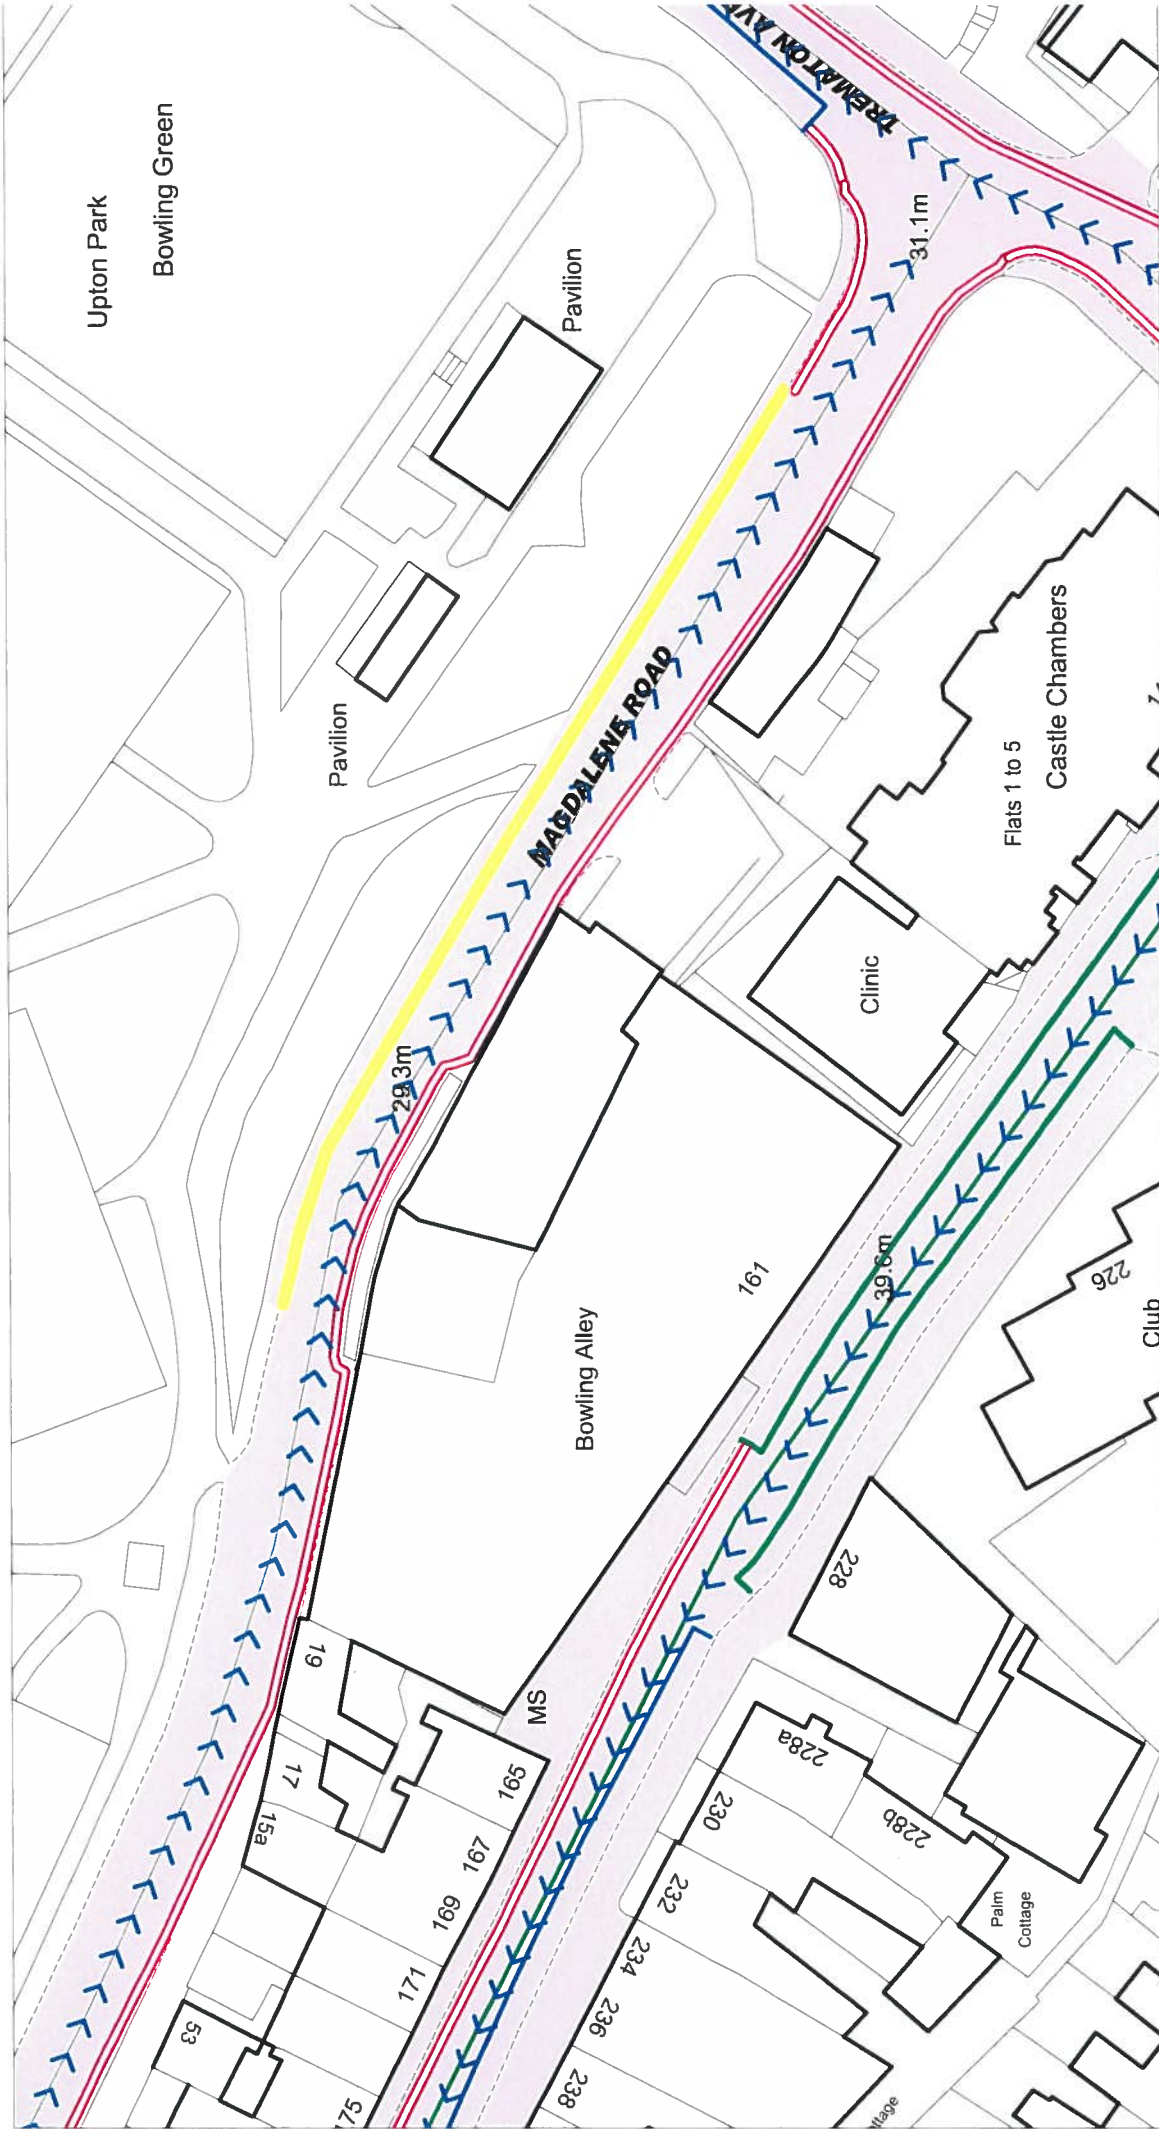 TREMATON AVE
Upton Park
Bowling Green
Pavilion
31.1m
Pavilion
MAGDALENE ROAD
Castle Chambers
Flats 1 to 5
29.3m
Clinic
161
39.6m
226
Club
Bowling Alley
228
19
SM
17
15a
165
228a
230
228b
167
232
169
Palm
Cottage
234
171
53
236
238
175
ttage